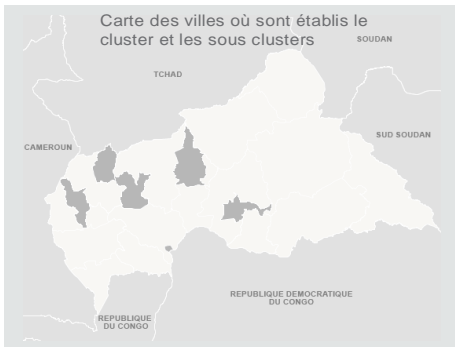 Carte des villes où sont établis le
cluster et les sous clusters
SOUDAN
TCHAD
SUD SOUDAN
CAMEROUN
REPUBLIQUE DEMOCRATIQUE
DU CONGO
REPUBLIQUE
DU CONGO